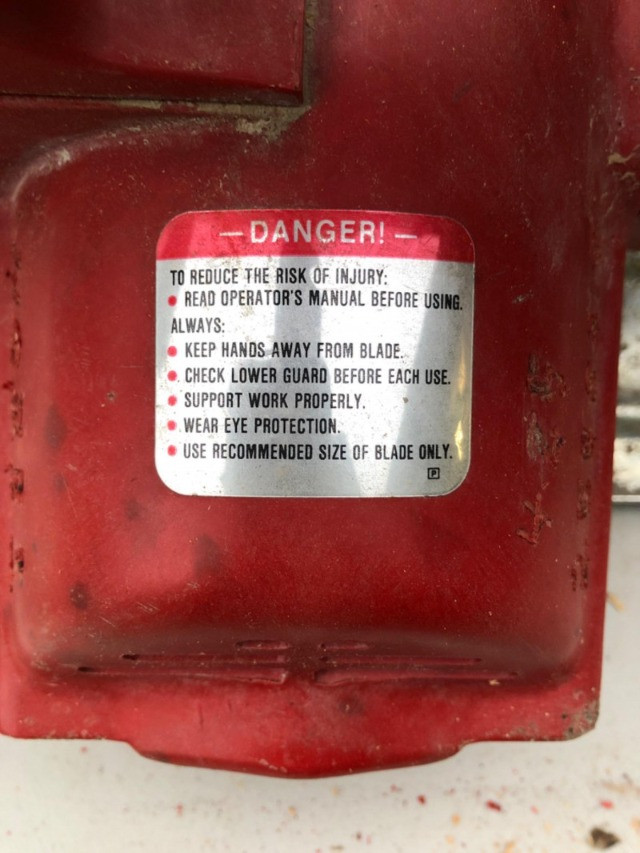 — DANGER! —
TO REDUCE THE RISK OF INJURY:
• READ OPERATOR'S MANUAL BEFORE USING.
ALWAYS:
• KEEP HANDS AWAY FROM BLADE.
• CHECK LOWER GUARD BEFORE EACH USE.
• SUPPORT WORK PROPERLY.
• WEAR EYE PROTECTION.
• USE RECOMMENDED SIZE OF BLADE ONLY.
P